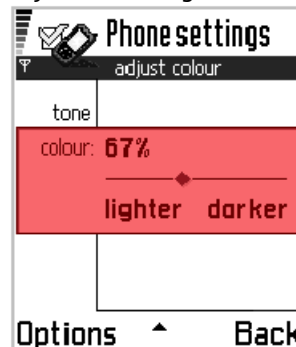 Phone settings
adjust colour
tone
colour: 67%
lighter darker
Options Back